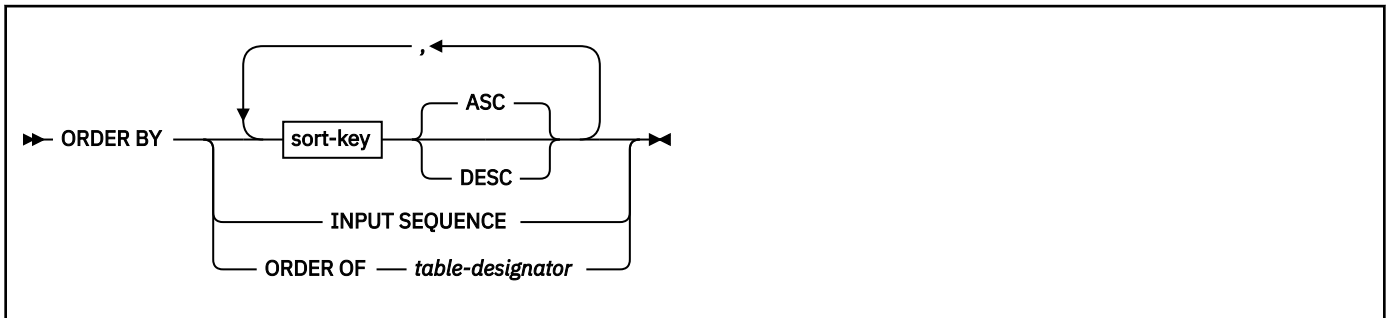 ,
ASC
ORDER BY sort-key
DESC
INPUT SEQUENCE
ORDER OF table-designator